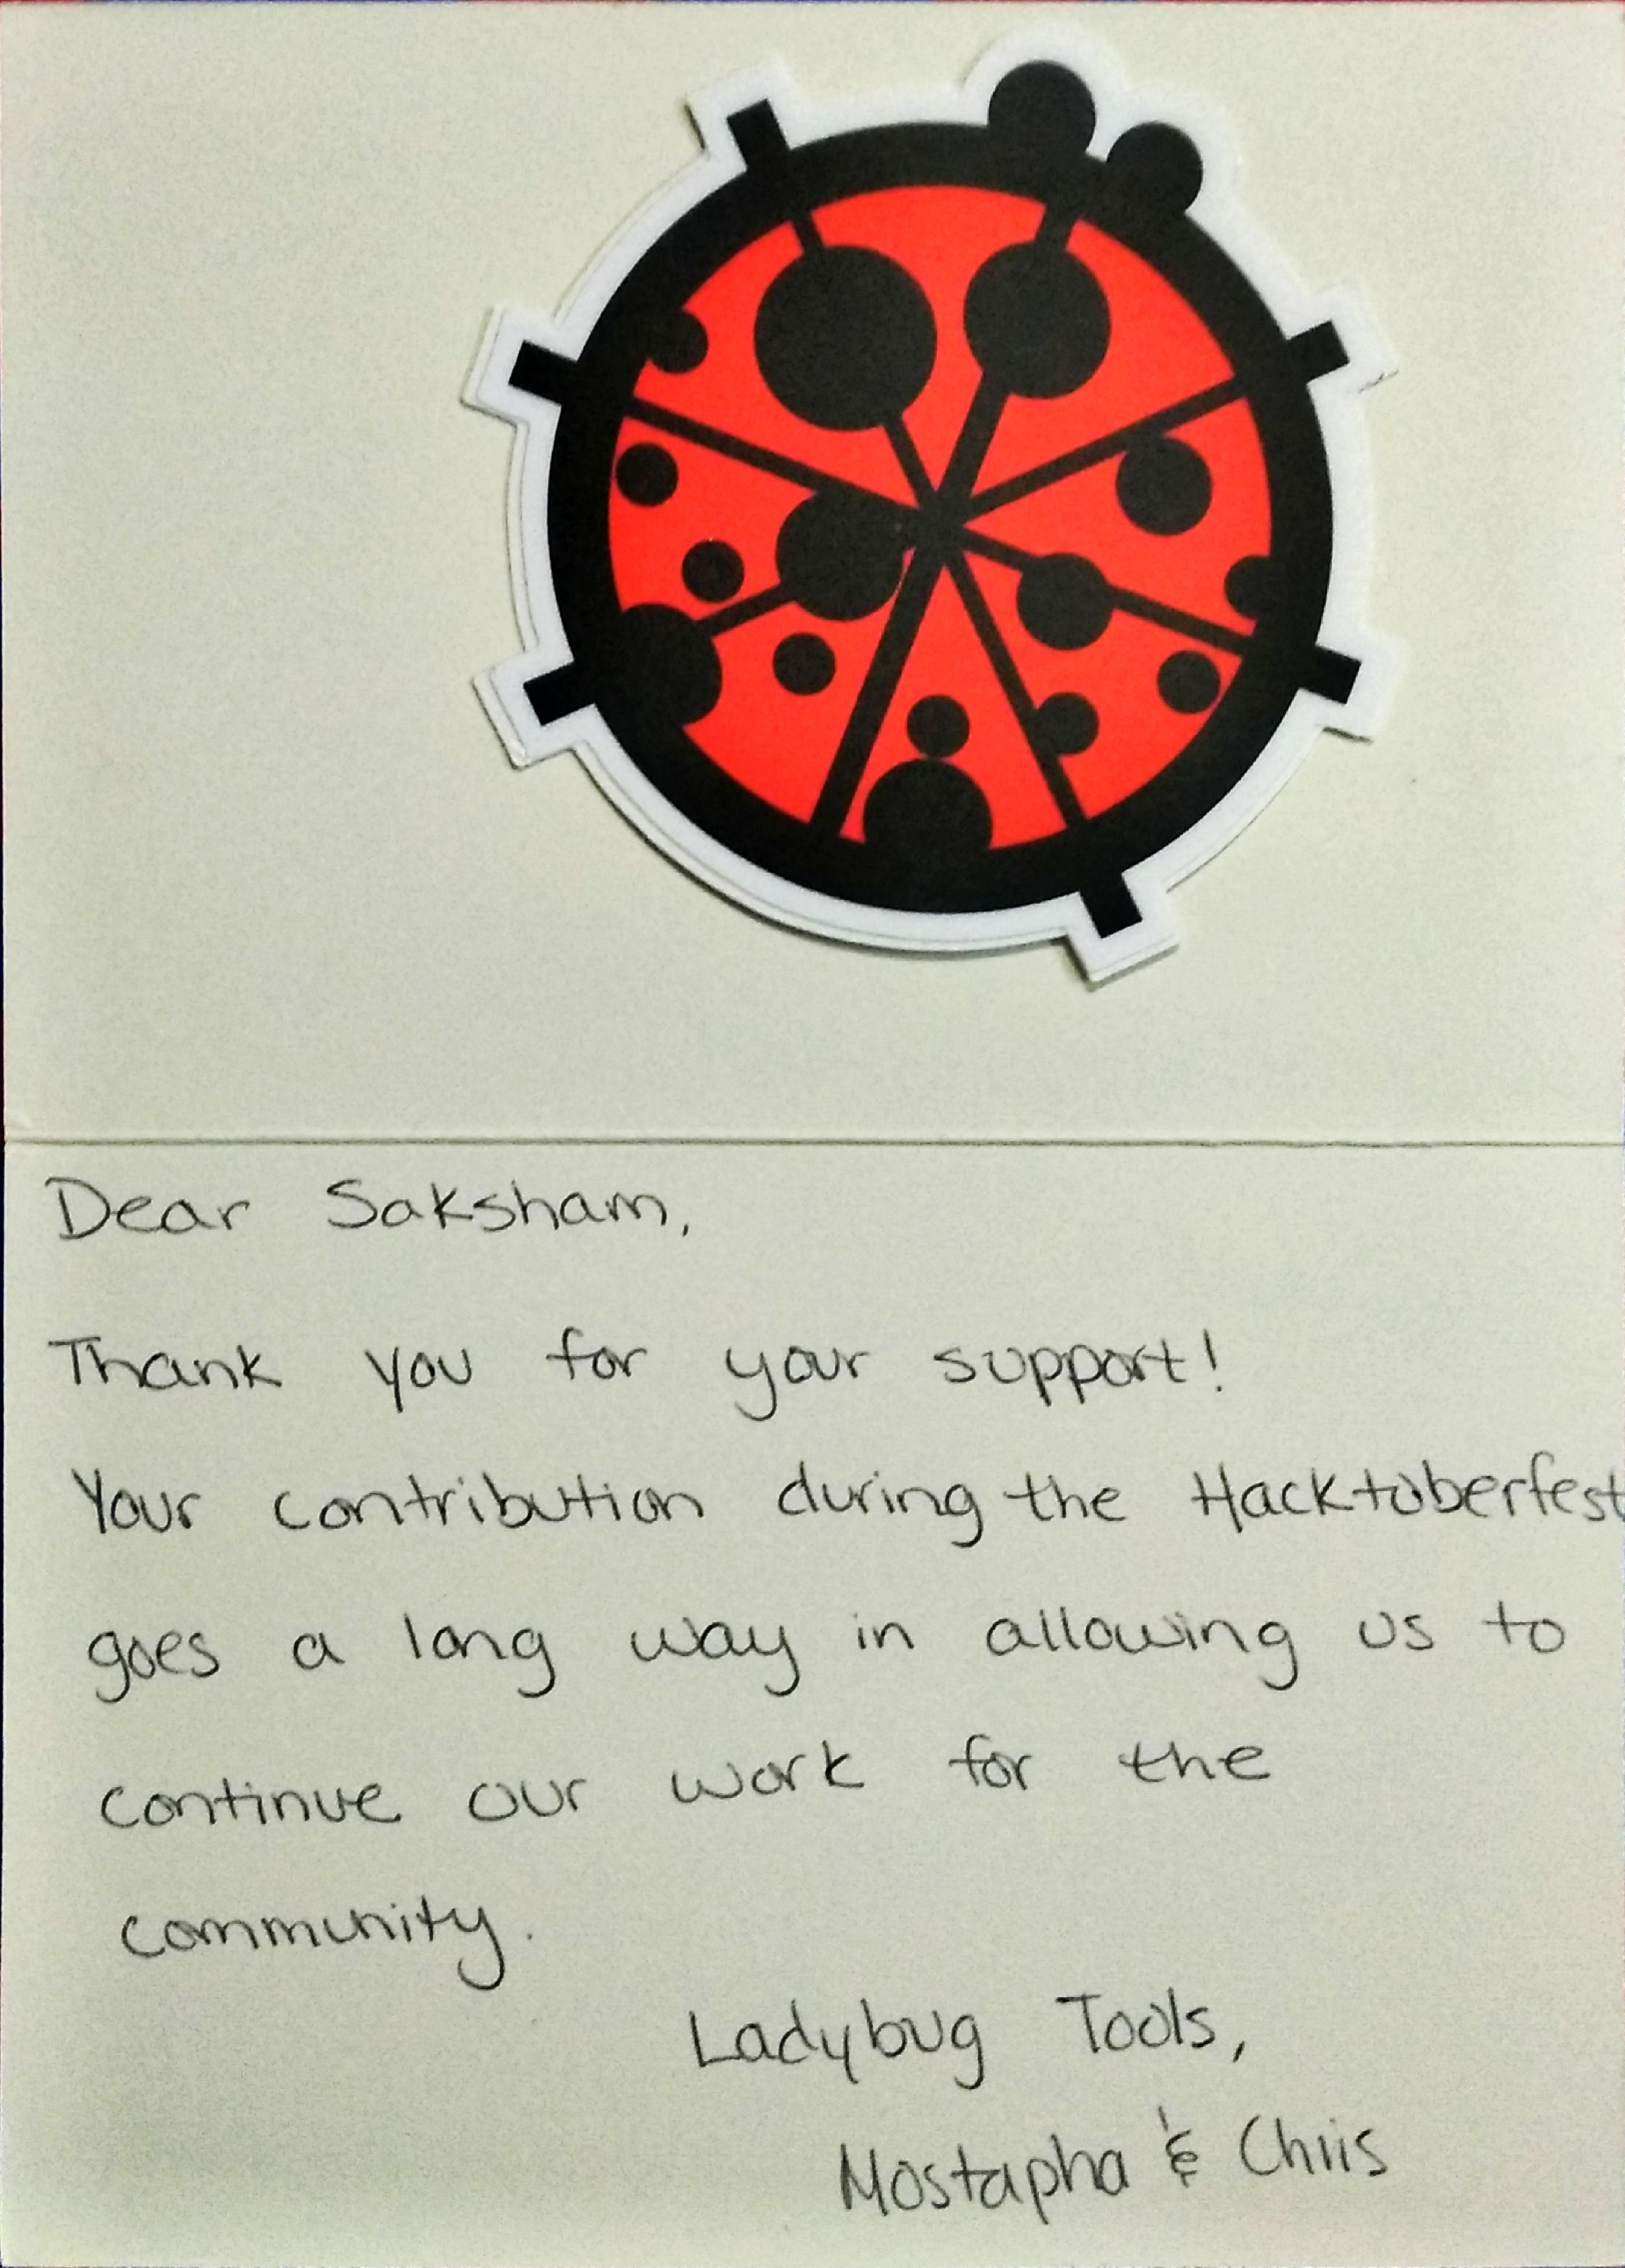 Dear Saksham,
Thank you for your support!
Your contribution during the Hacktoberfest
goes a long way in allowing us to
continue our work for the
community.
Ladybug Tools,
Mostapha & Chris